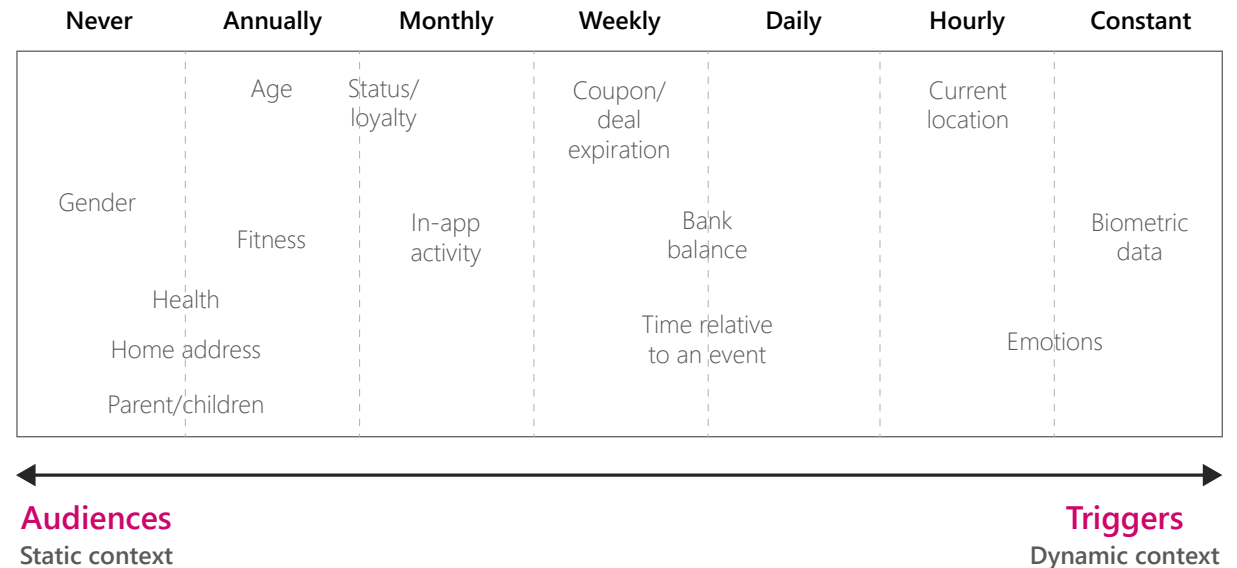 Never Annually Monthly Weekly Daily Hourly Constant
Age
Status/
loyalty
Coupon/
deal
expiration
Current
location
Gender
Fitness
In-app
activity
Bank
balance
Biometric
data
Health
Home address
Time relative
to an event
Emotions
Parent/children
Audiences
Static context
Triggers
Dynamic context